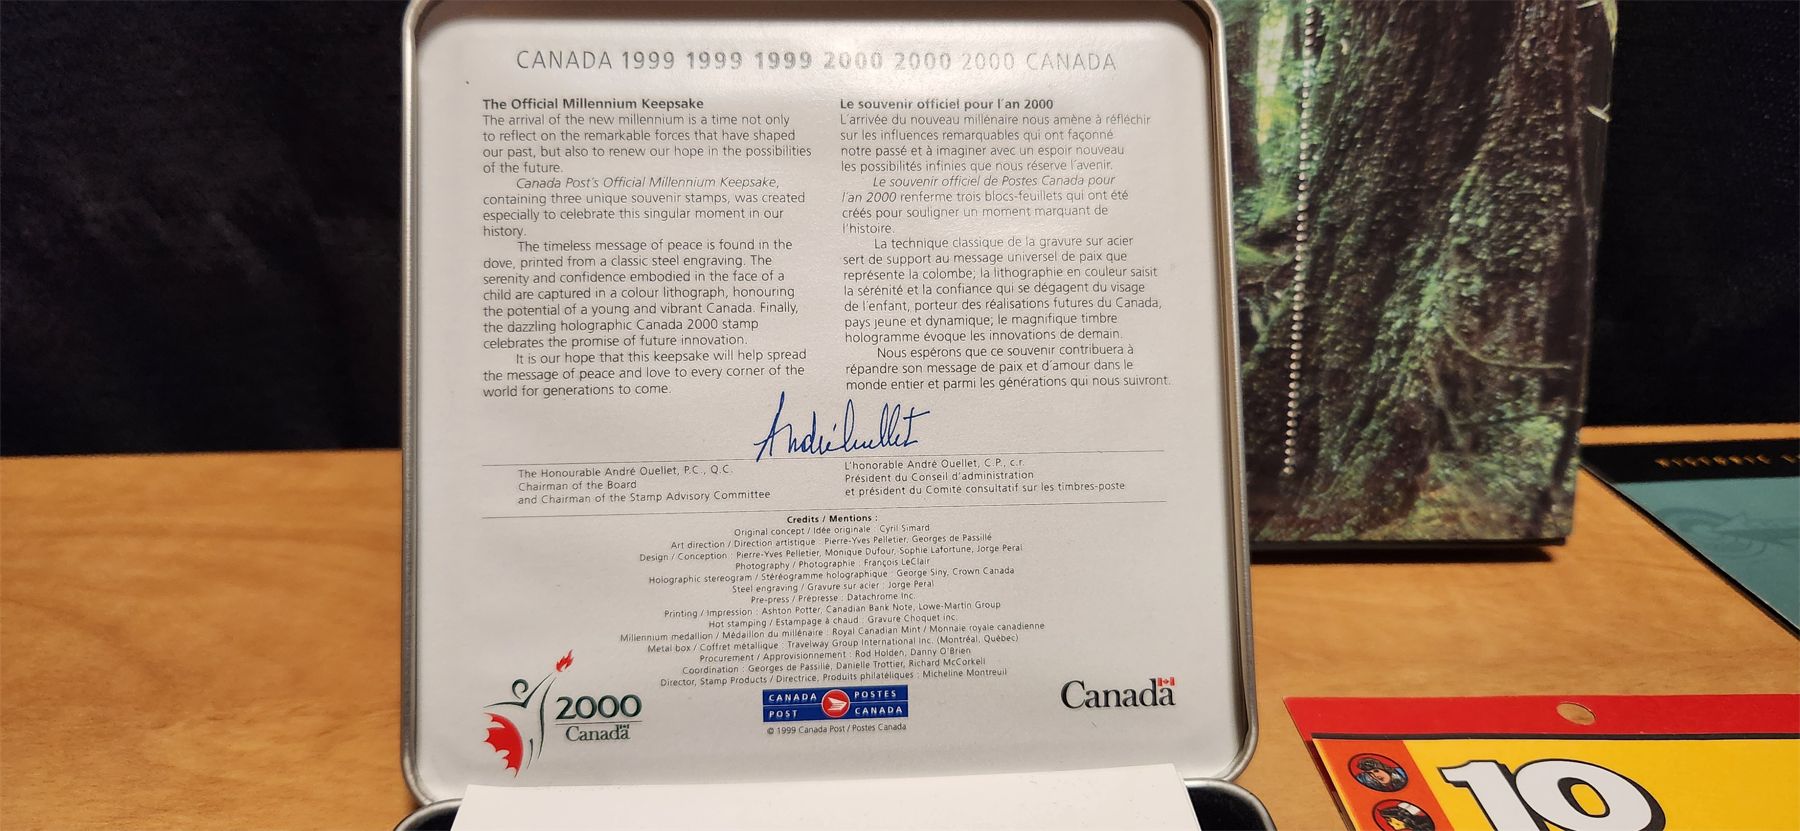 CANADA 1999 1999 1999 2000 2000 2000 CANADA
The Official Millennium Keepsake
The arrival of the new millennium is a time not only
to reflect on the remarkable forces that have shaped
our past, but also to renew our hope in the possibilities
of the future.
Canada Post's Official Millennium Keepsake,
containing three unique souvenir stamps, was created
especially to celebrate this singular moment in our
history.
The timeless message of peace is found in the
dove, printed from a classic steel engraving. The
serenity and confidence embodied in the face of a
child are captured in a colour lithograph, honouring
the potential of a young and vibrant Canada. Finally,
the dazzling holographic Canada 2000 stamp
celebrates the promise of future innovation.
It is our hope that this keepsake will help spread
the message of peace and love to every corner of the
world for generations to come.
Le souvenir officiel pour l'an 2000
L'arrivée du nouveau millénaire nous amène à réfléchir
sur les influences remarquables qui ont façonné
notre passé et à imaginer avec un espoir nouveau
les possibilités infinies que nous réserve l'avenir.
Le souvenir officiel de Postes Canada pour
l'an 2000 renferme trois blocs-feuillets qui ont été
créés pour souligner un moment marquant de
l'histoire.
La technique classique de la gravure sur acier
sert de support au message universel de paix que
représente la colombe; la lithographie en couleur saisit
la sérénité et la confiance qui se dégagent du visage
de l'enfant, porteur des réalisations futures du Canada,
pays jeune et dynamique; le magnifique timbre
hologramme évoque les innovations de demain.
Nous espérons que ce souvenir contribuera à
répandre son message de paix et d'amour dans le
monde entier et parmi les générations qui nous suivront.
André Ouellet
The Honourable André Ouellet, P.C., Q.C.
Chairman of the Board
and Chairman of the Stamp Advisory Committee
L'honorable André Ouellet, C.P., c.r.
Président du Conseil d'administration
et président du Comité consultatif sur les timbres-poste
Credits / Mentions :
Original concept / Idée originale : Cyril Simard
Art direction / Direction artistique : Pierre-Yves Pelletier, Georges de Passillé
Design / Conception : Pierre-Yves Pelletier, Monique Dufour, Sophie Lafortune, Jorge Peral
Photography / Photographie : François LeClair
Holographic stereogram / Stéréogramme holographique : George Siny, Crown Canada
Steel engraving / Gravure sur acier : Jorge Peral
Pre-press / Prépresse : Datachrome Inc.
Printing / Impression : Ashton Potter, Canadian Bank Note, Lowe-Martin Group
Hot stamping / Estampage à chaud : Gravure Choquet Inc.
Millennium medallion / Médaillon du millénaire : Royal Canadian Mint / Monnaie royale canadienne
Metal box / Coffret métallique : Travelway Group International Inc. (Montréal, Québec)
Procurement / Approvisionnement : Rod Holden, Danny O'Brien
Coordination : Georges de Passillé, Danielle Trottier, Richard McCorkell
Director, Stamp Products / Directrice, Produits philatéliques : Micheline Montreuil
2000
Canada
CANADA POSTES
POST CANADA
© 1999 Canada Post / Postes Canada
Canada
10